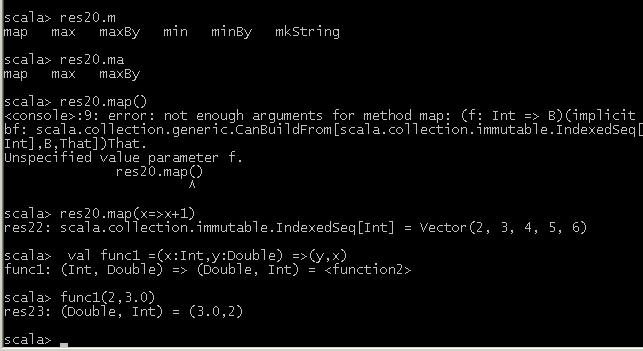 scala> res20.m
map   max   maxBy   min   minBy   mkString
scala> res20.ma
map   max   maxBy
scala> res20.map()
<console>:9: error: not enough arguments for method map: (f: Int => B)(implicit
bf: scala.collection.generic.CanBuildFrom[scala.collection.immutable.IndexedSeq[
Int],B,That])That.
Unspecified value parameter f.
              res20.map()
                       ^
scala> res20.map(x=>x+1)
res22: scala.collection.immutable.IndexedSeq[Int] = Vector(2, 3, 4, 5, 6)
scala>  val func1 =(x:Int,y:Double) =>(y,x)
func1: (Int, Double) => (Double, Int) = <function2>
scala> func1(2,3.0)
res23: (Double, Int) = (3.0,2)
scala> _